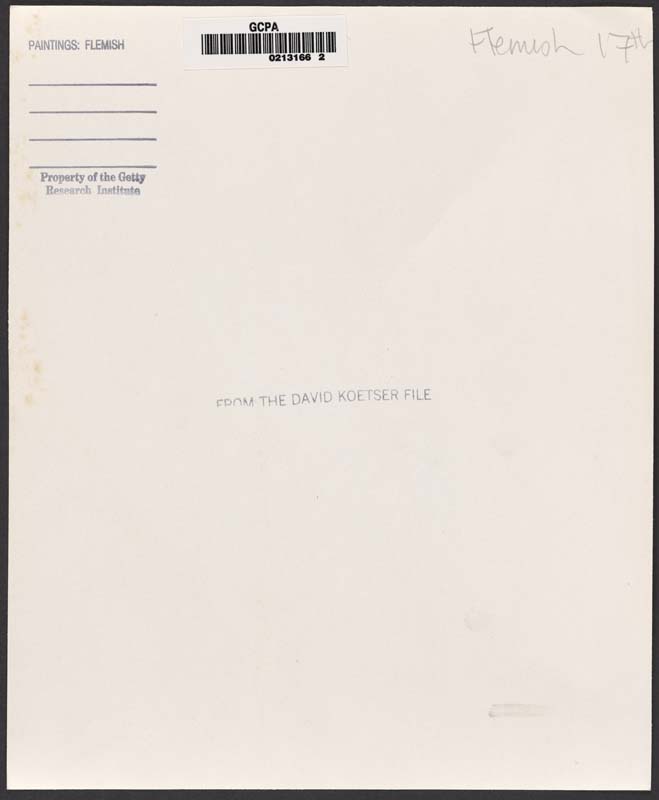 PAINTINGS: FLEMISH
GCPA
0213166 2
Flemish 17th
Property of the Getty
Research Institute
FROM THE DAVID KOETSER FILE